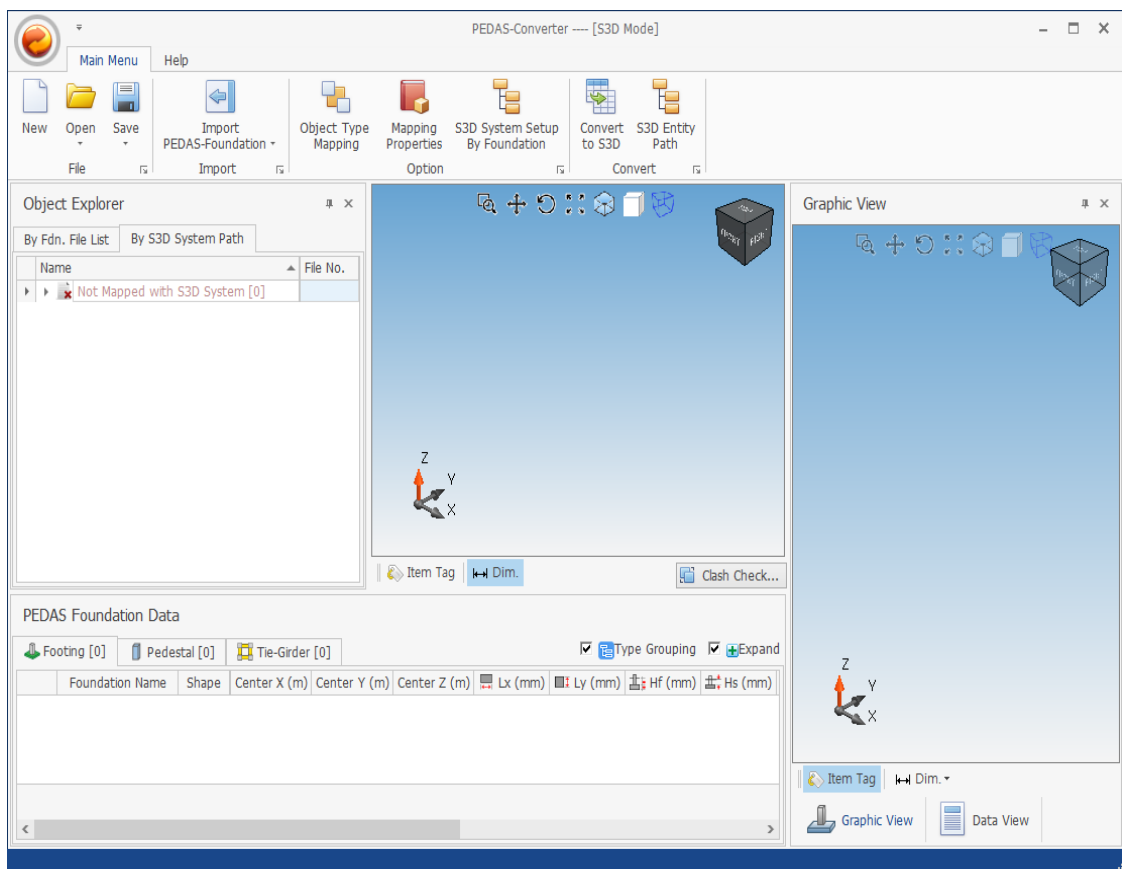 PEDAS-Converter ---- [S3D Mode]
Main Menu Help
New Open Save Import PEDAS-Foundation Object Type Mapping Mapping Properties S3D System Setup By Foundation Convert to S3D S3D Entity Path
File Import Option Convert
Object Explorer
By Fdn. File List By S3D System Path
Name File No.
Not Mapped with S3D System [0]
FRONT RIGHT
Z
Y
X
Item Tag Dim. Clash Check...
Graphic View
Z
Y
X
Item Tag Dim.
Graphic View Data View
PEDAS Foundation Data
Footing [0] Pedestal [0] Tie-Girder [0] Type Grouping Expand
Foundation Name Shape Center X (m) Center Y (m) Center Z (m) Lx (mm) Ly (mm) Hf (mm) Hs (mm)